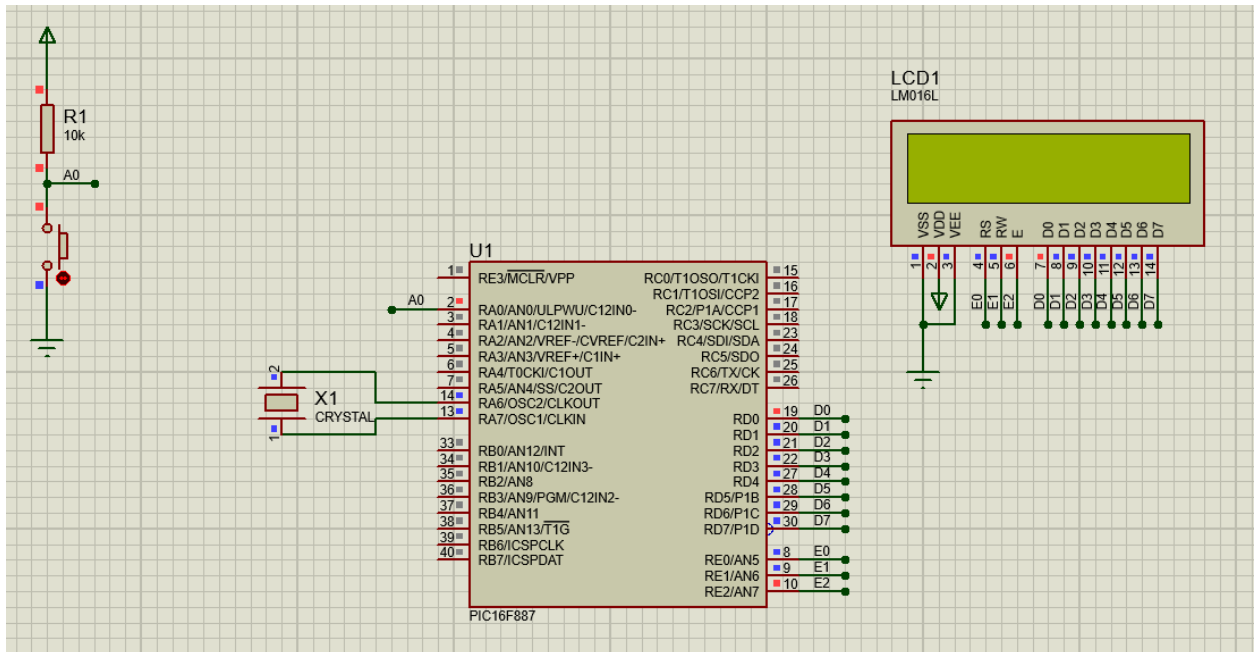 R1
10k
A0
X1
CRYSTAL
2
1
U1
A0
1 RE3/MCLR/VPP
2 RA0/AN0/ULPWU/C12IN0-
3 RA1/AN1/C12IN1-
4 RA2/AN2/VREF-/CVREF/C2IN+
5 RA3/AN3/VREF+/C1IN+
6 RA4/T0CKI/C1OUT
7 RA5/AN4/SS/C2OUT
14 RA6/OSC2/CLKOUT
13 RA7/OSC1/CLKIN
33 RB0/AN12/INT
34 RB1/AN10/C12IN3-
35 RB2/AN8
36 RB3/AN9/PGM/C12IN2-
37 RB4/AN11
38 RB5/AN13/T1G
39 RB6/ICSPCLK
40 RB7/ICSPDAT
RC0/T1OSO/T1CKI 15
RC1/T1OSI/CCP2 16
RC2/P1A/CCP1 17
RC3/SCK/SCL 18
RC4/SDI/SDA 23
RC5/SDO 24
RC6/TX/CK 25
RC7/RX/DT 26
RD0 19 D0
RD1 20 D1
RD2 21 D2
RD3 22 D3
RD4 27 D4
RD5/P1B 28 D5
RD6/P1C 29 D6
RD7/P1D 30 D7
RE0/AN5 8 E0
RE1/AN6 9 E1
RE2/AN7 10 E2
PIC16F887
LCD1
LM016L
VSS VDD VEE RS RW E D0 D1 D2 D3 D4 D5 D6 D7
1 2 3 4 5 6 7 8 9 10 11 12 13 14
E0 E1 E2 D0 D1 D2 D3 D4 D5 D6 D7